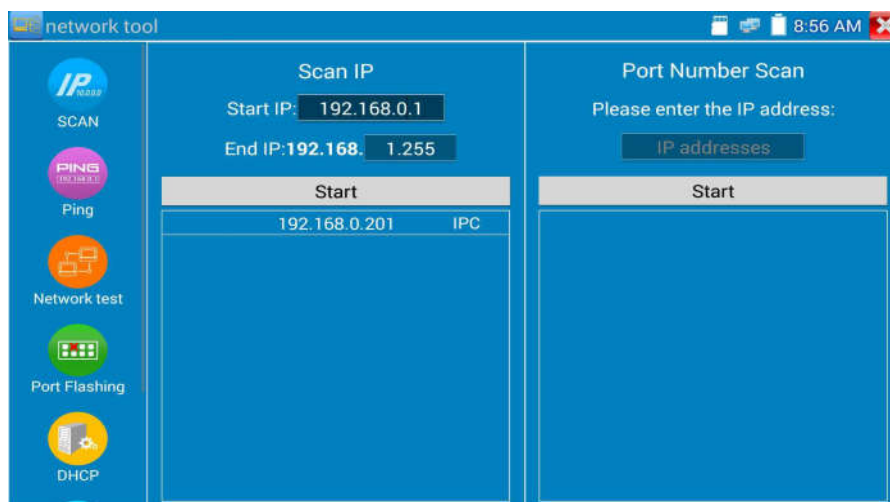 network tool
8:56 AM
IP
SCAN
PING
Ping
Network test
Port Flashing
DHCP
Scan IP
Start IP: 192.168.0.1
End IP:192.168. 1.255
Start
192.168.0.201 IPC
Port Number Scan
Please enter the IP address:
IP addresses
Start